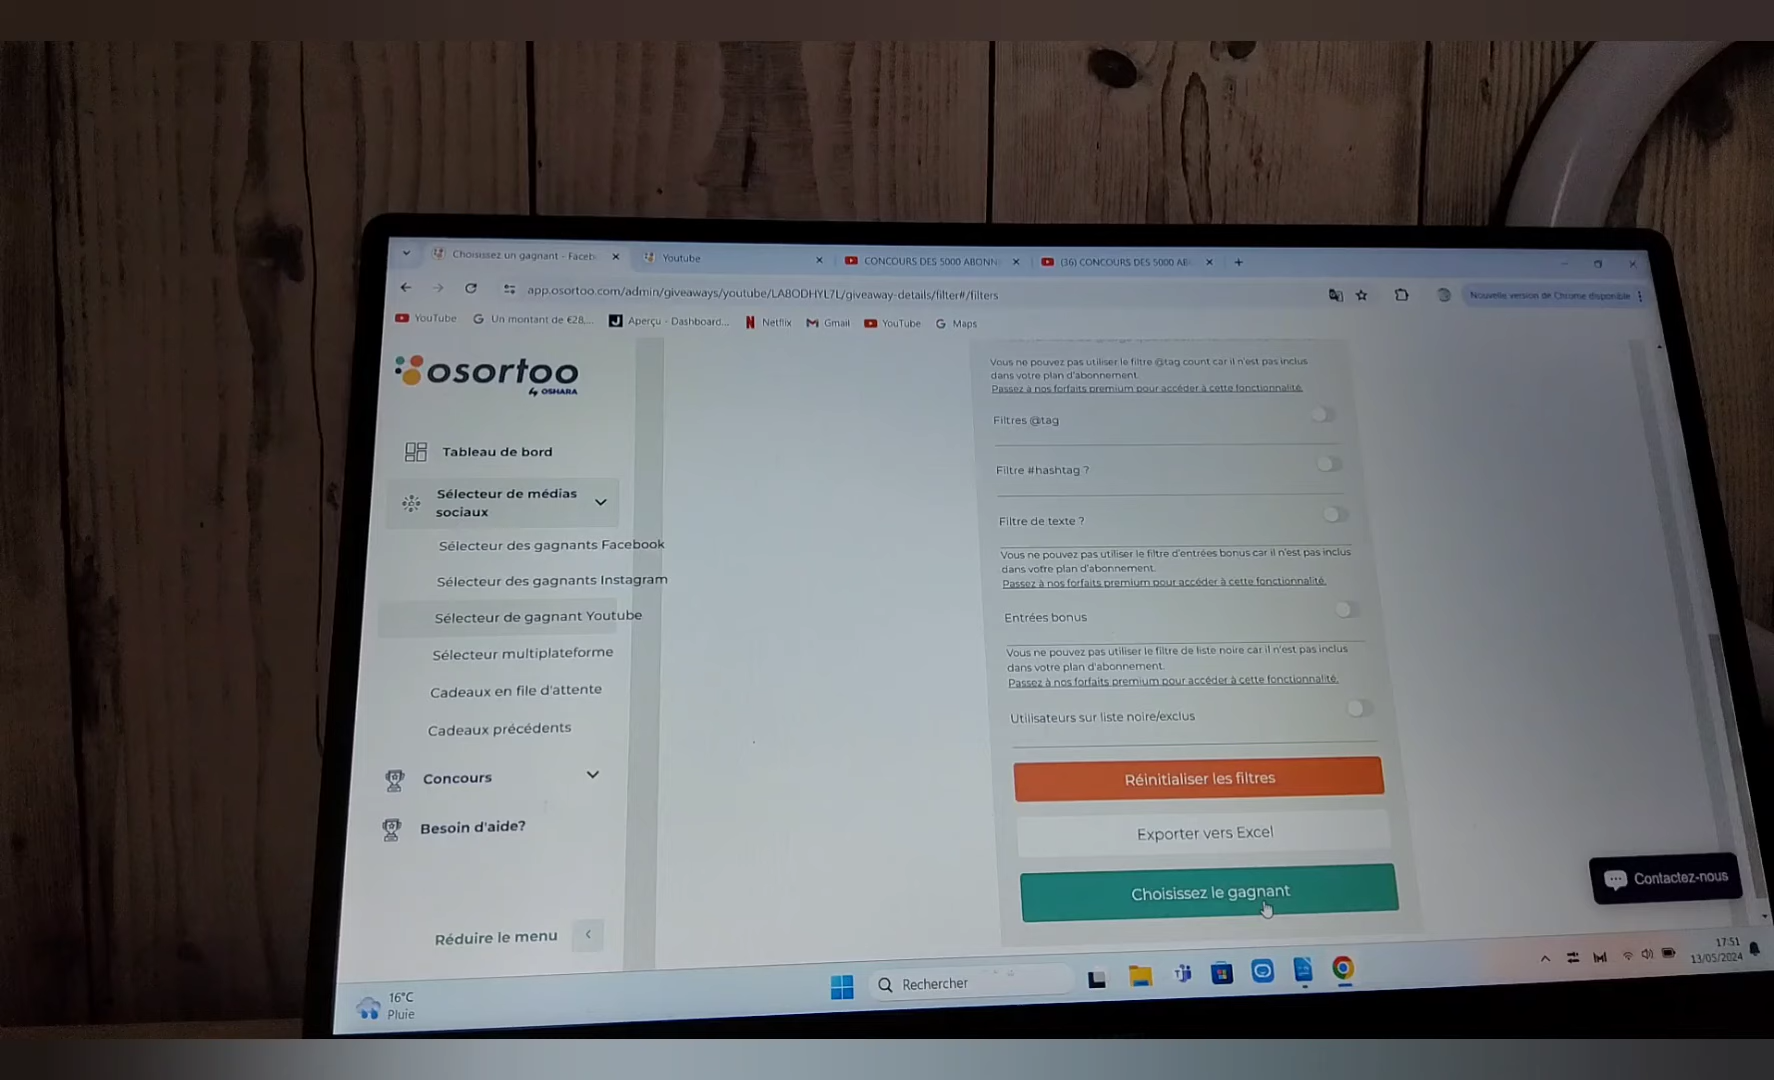 Choisissez un gagnant - Faceb
Youtube
CONCOURS DES 5000 ABONN
(36) CONCOURS DES 5000 AB
app.osortoo.com/admin/giveaways/youtube/LA8ODHYL7L/giveaway-details/filter#/filters
Nouvelle version de Chrome disponible
YouTube
Un montant de €28,...
Aperçu - Dashboard...
Netflix
Gmail
YouTube
Maps
osortoo
by OSHARA
Tableau de bord
Sélecteur de médias
sociaux
Sélecteur des gagnants Facebook
Sélecteur des gagnants Instagram
Sélecteur de gagnant Youtube
Sélecteur multiplateforme
Cadeaux en file d'attente
Cadeaux précédents
Concours
Besoin d'aide?
Réduire le menu
Vous ne pouvez pas utiliser le filtre @tag count car il n'est pas inclus
dans votre plan d'abonnement.
Passez à nos forfaits premium pour accéder à cette fonctionnalité.
Filtres @tag
Filtre #hashtag ?
Filtre de texte ?
Vous ne pouvez pas utiliser le filtre d'entrées bonus car il n'est pas inclus
dans votre plan d'abonnement.
Passez à nos forfaits premium pour accéder à cette fonctionnalité.
Entrées bonus
Vous ne pouvez pas utiliser le filtre de liste noire car il n'est pas inclus
dans votre plan d'abonnement.
Passez à nos forfaits premium pour accéder à cette fonctionnalité.
Utilisateurs sur liste noire/exclus
Réinitialiser les filtres
Exporter vers Excel
Choisissez le gagnant
Contactez-nous
16°C
Pluie
Rechercher
17:51
13/05/2024